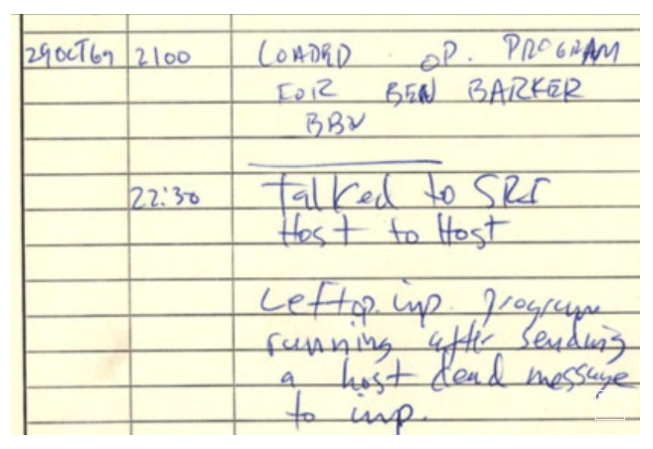 29OCT69 2100 LOADED OP. PROGRAM
FOR BEN BARKER
BBN
22:30 Talked to SRI
Host to Host
Left op. imp. program
running after sending
a host dead message
to imp.